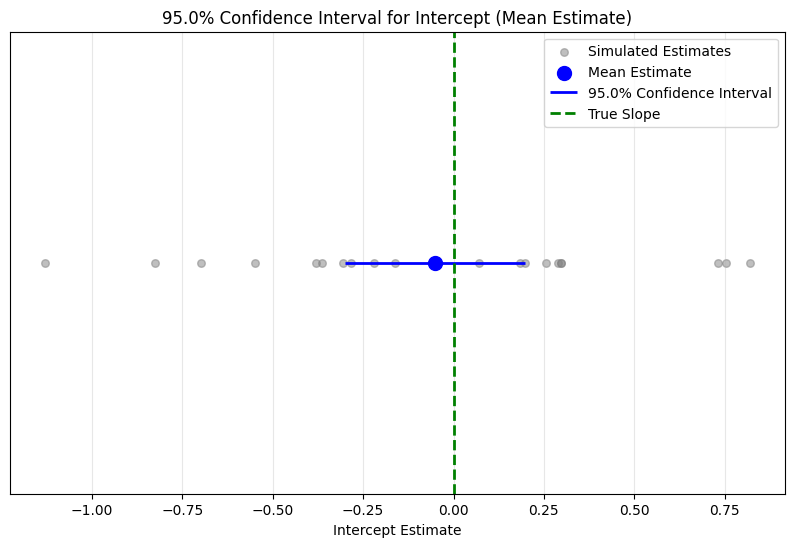 95.0% Confidence Interval for Intercept (Mean Estimate)
Simulated Estimates
Mean Estimate
95.0% Confidence Interval
True Slope
−1.00 −0.75 −0.50 −0.25 0.00 0.25 0.50 0.75
Intercept Estimate